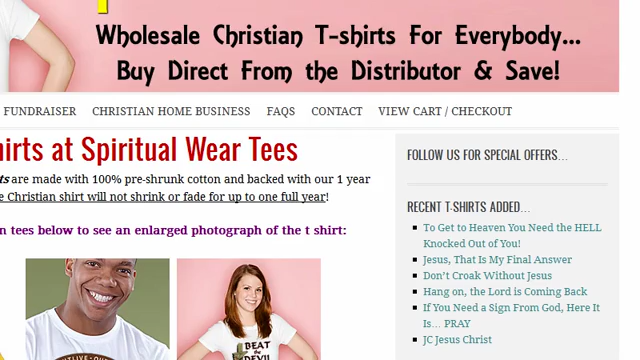 Wholesale Christian T-shirts For Everybody...
Buy Direct From the Distributor & Save!
FUNDRAISER CHRISTIAN HOME BUSINESS FAQS CONTACT VIEW CART / CHECKOUT
at Spiritual Wear Tees
are made with 100% pre-shrunk cotton and backed with our 1 year
Christian shirt will not shrink or fade for up to one full year!
tees below to see an enlarged photograph of the t shirt:
BEAT
the
DEVIL
FOLLOW US FOR SPECIAL OFFERS…
RECENT T-SHIRTS ADDED…
To Get to Heaven You Need the HELL
Knocked Out of You!
Jesus, That Is My Final Answer
Don't Croak Without Jesus
Hang on, the Lord is Coming Back
If You Need a Sign From God, Here It
Is… PRAY
JC Jesus Christ